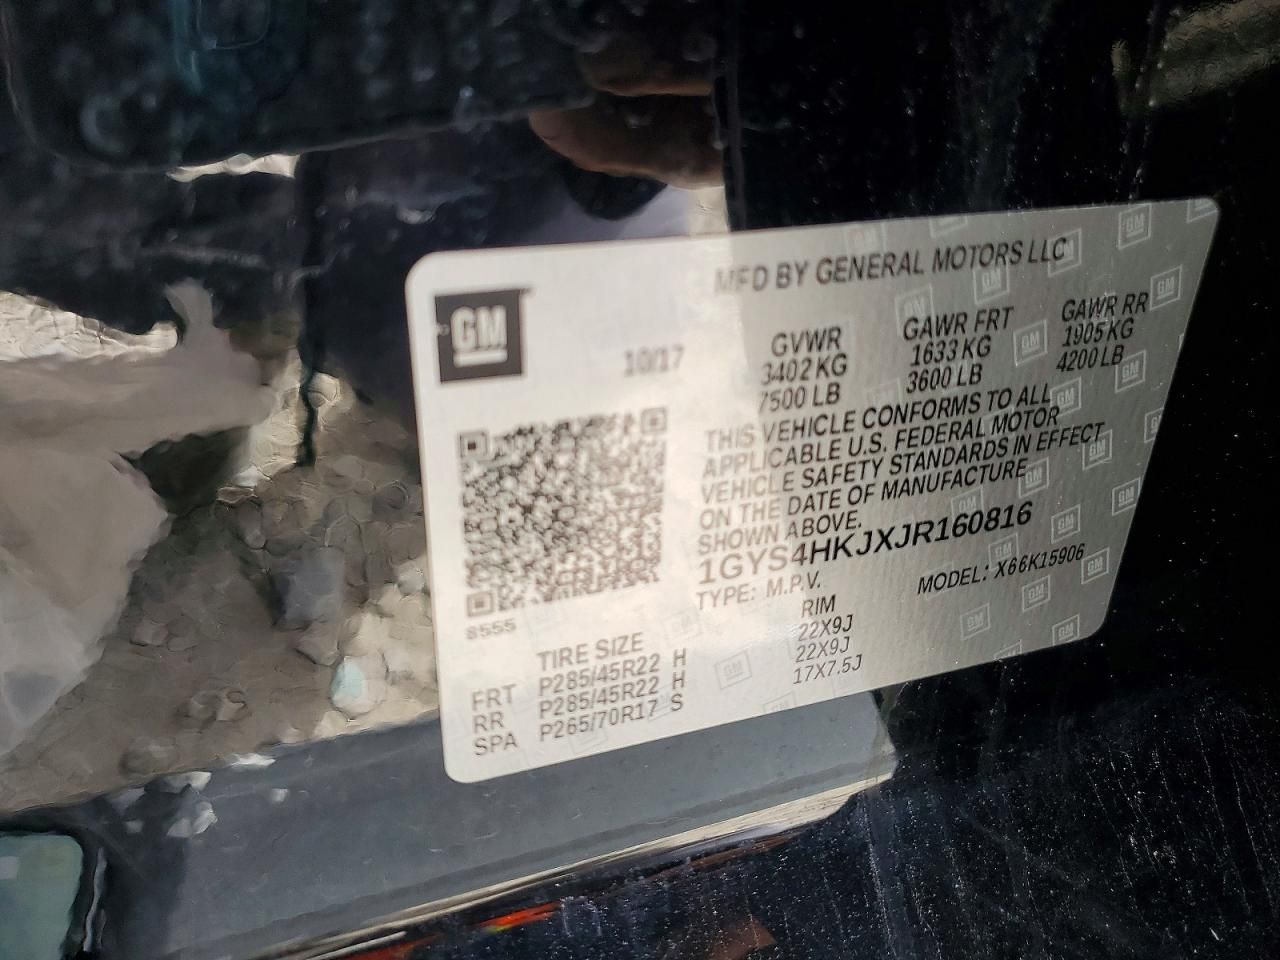 MFD BY GENERAL MOTORS LLC
GM
10/17
GVWR GAWR FRT GAWR RR
3402 KG 1633 KG 1905 KG
7500 LB 3600 LB 4200 LB
THIS VEHICLE CONFORMS TO ALL
APPLICABLE U.S. FEDERAL MOTOR
VEHICLE SAFETY STANDARDS IN EFFECT
ON THE DATE OF MANUFACTURE
SHOWN ABOVE.
1GYS4HKJXJR160816
TYPE: M.P.V. MODEL: X66K15906
8555
TIRE SIZE RIM
FRT P285/45R22 H 22X9J
RR P285/45R22 H 22X9J
SPA P265/70R17 S 17X7.5J